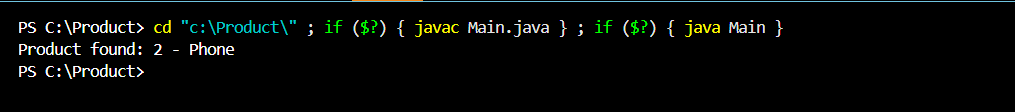 PS C:\Product> cd "c:\Product\" ; if ($?) { javac Main.java } ; if ($?) { java Main }
Product found: 2 - Phone
PS C:\Product>